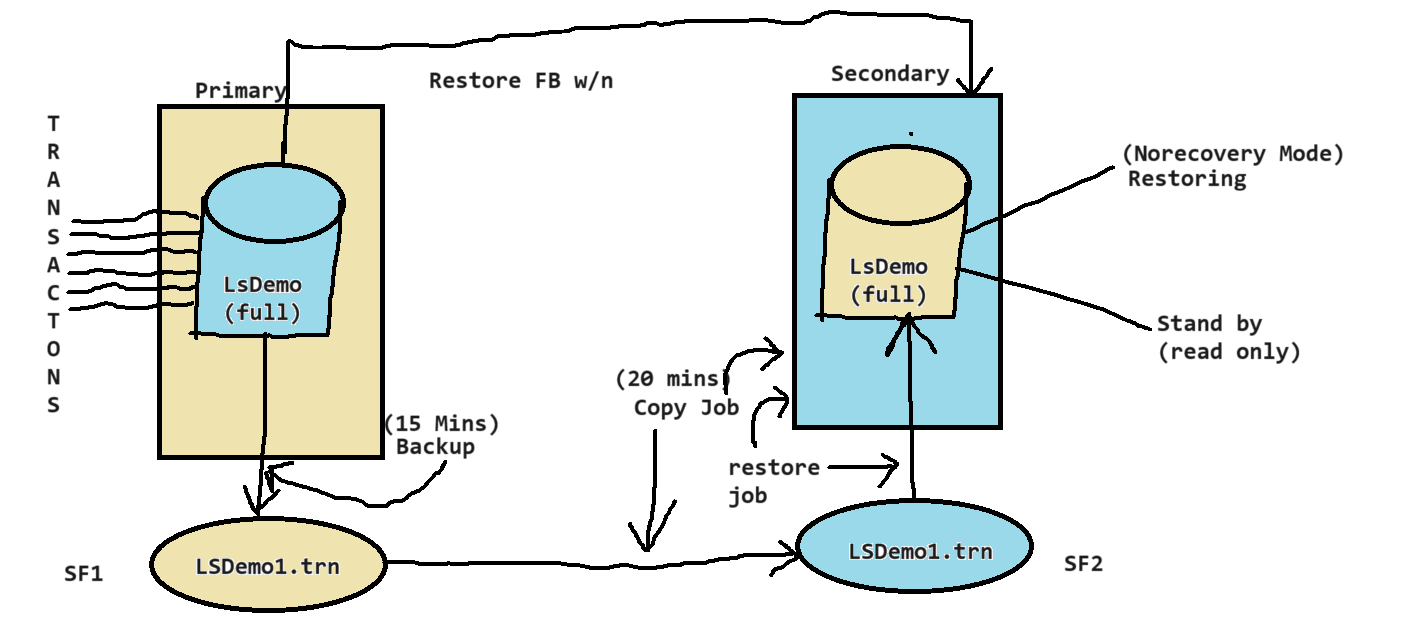 Primary
Restore FB w/n
Secondary
T
R
A
N
S
A
C
T
O
N
S
(Norecovery Mode)
Restoring
LsDemo
(full)
LsDemo
(full)
Stand by
(read only)
(20 mins)
Copy Job
(15 Mins)
Backup
restore
job
LSDemo1.trn
LSDemo1.trn
SF1
SF2